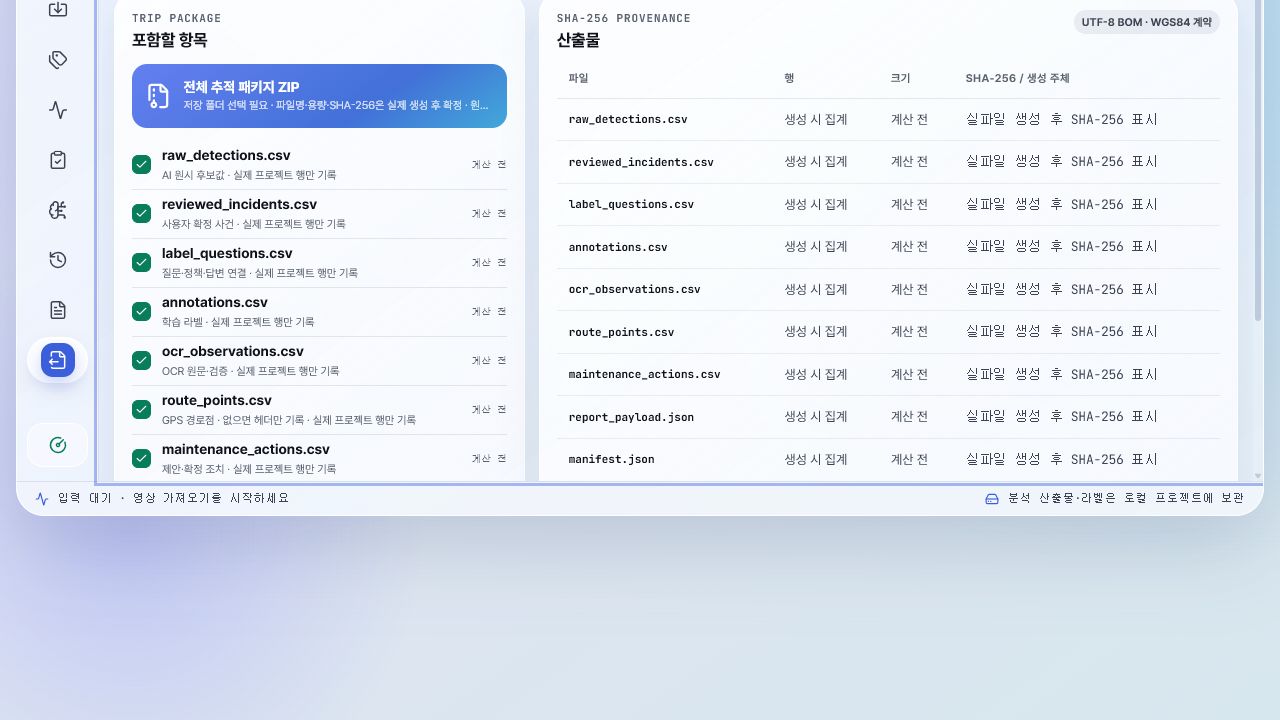 TRIP PACKAGE
포함할 항목
전체 추적 패키지 ZIP
저장 폴더 선택 필요 · 파일명·용량·SHA-256은 실제 생성 후 확정 · 원...
raw_detections.csv
AI 원시 후보값 · 실제 프로젝트 행만 기록
계산 전
reviewed_incidents.csv
사용자 확정 사건 · 실제 프로젝트 행만 기록
계산 전
label_questions.csv
질문·정책·답변 연결 · 실제 프로젝트 행만 기록
계산 전
annotations.csv
학습 라벨 · 실제 프로젝트 행만 기록
계산 전
ocr_observations.csv
OCR 원문·검증 · 실제 프로젝트 행만 기록
계산 전
route_points.csv
GPS 경로점 · 없으면 헤더만 기록 · 실제 프로젝트 행만 기록
계산 전
maintenance_actions.csv
제안·확정 조치 · 실제 프로젝트 행만 기록
계산 전
SHA-256 PROVENANCE
산출물
UTF-8 BOM · WGS84 계약
파일 행 크기 SHA-256 / 생성 주체
raw_detections.csv 생성 시 집계 계산 전 실파일 생성 후 SHA-256 표시
reviewed_incidents.csv 생성 시 집계 계산 전 실파일 생성 후 SHA-256 표시
label_questions.csv 생성 시 집계 계산 전 실파일 생성 후 SHA-256 표시
annotations.csv 생성 시 집계 계산 전 실파일 생성 후 SHA-256 표시
ocr_observations.csv 생성 시 집계 계산 전 실파일 생성 후 SHA-256 표시
route_points.csv 생성 시 집계 계산 전 실파일 생성 후 SHA-256 표시
maintenance_actions.csv 생성 시 집계 계산 전 실파일 생성 후 SHA-256 표시
report_payload.json 생성 시 집계 계산 전 실파일 생성 후 SHA-256 표시
manifest.json 생성 시 집계 계산 전 실파일 생성 후 SHA-256 표시
입력 대기 · 영상 가져오기를 시작하세요
분석 산출물·라벨은 로컬 프로젝트에 보관